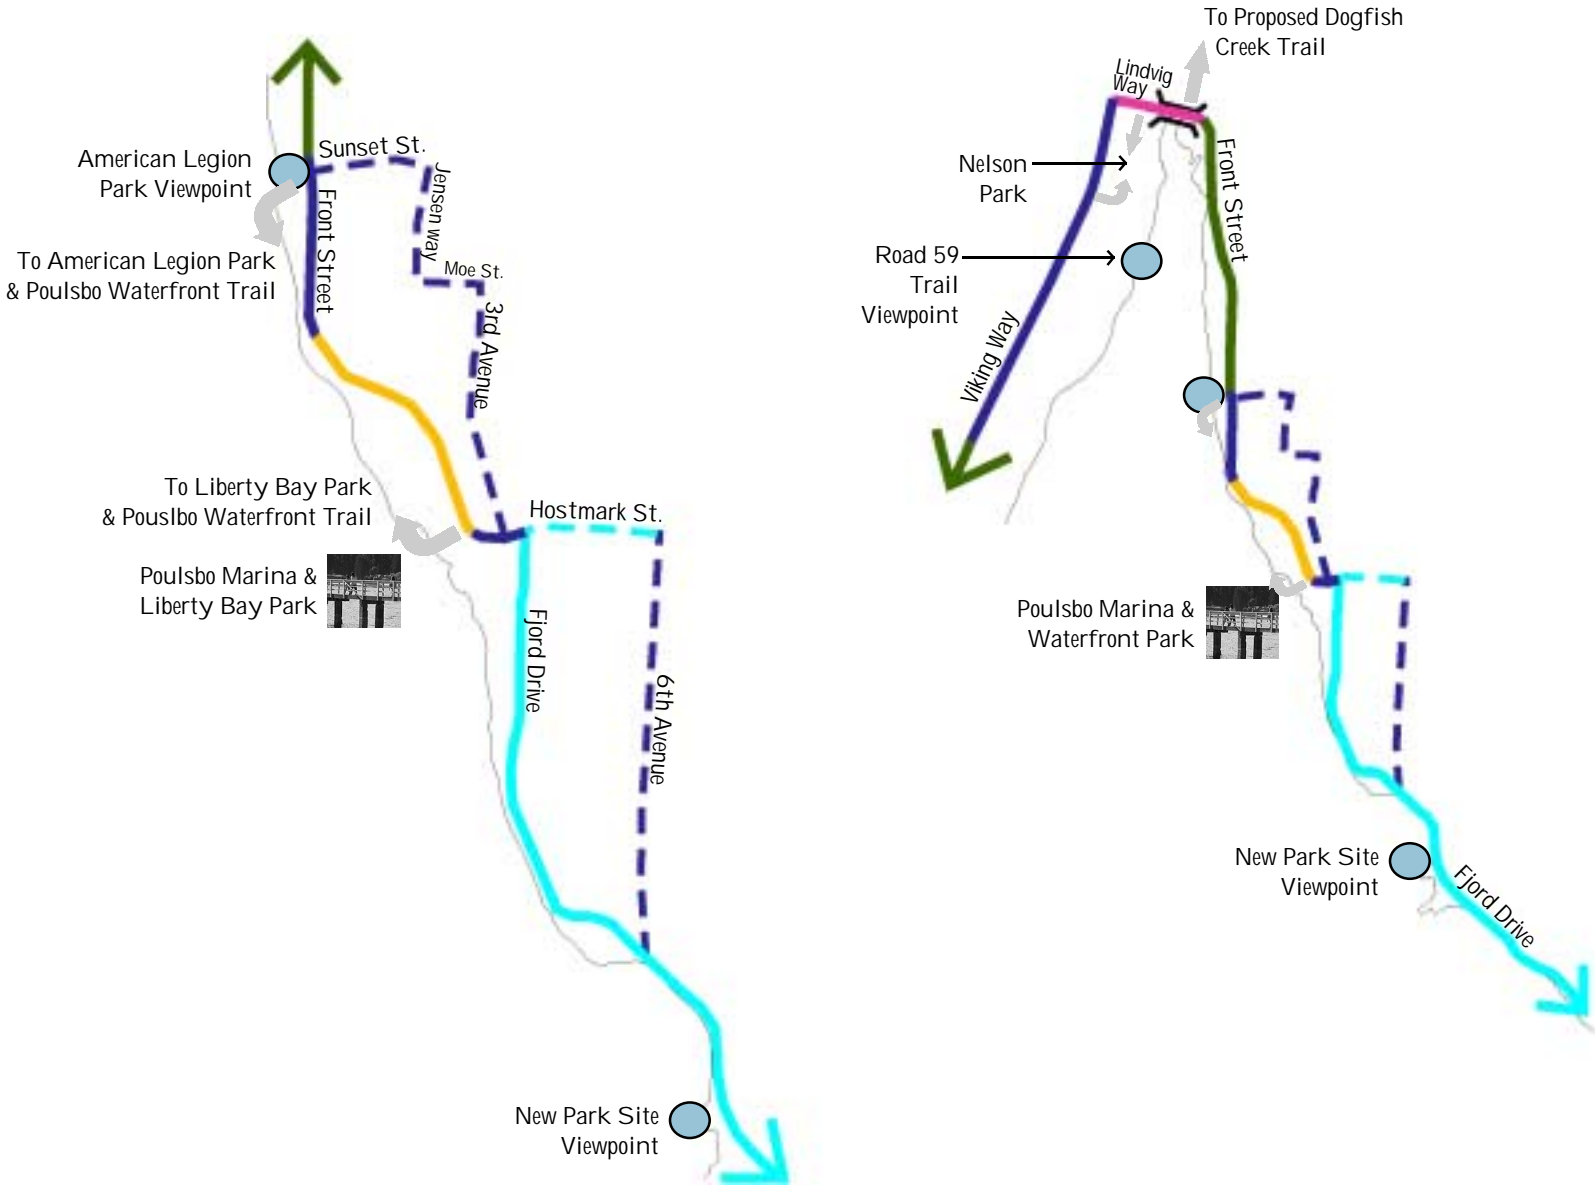 American Legion
Park Viewpoint
Sunset St.
Jensen way
Front Street
To American Legion Park
& Poulsbo Waterfront Trail
Moe St.
3rd Avenue
To Liberty Bay Park
& Pouslbo Waterfront Trail
Hostmark St.
Poulsbo Marina &
Liberty Bay Park
Fjord Drive
6th Avenue
New Park Site
Viewpoint
To Proposed Dogfish
Creek Trail
Lindvig
Way
Nelson
Park
Front Street
Road 59
Trail
Viewpoint
Viking Way
Poulsbo Marina &
Waterfront Park
New Park Site
Viewpoint
Fjord Drive